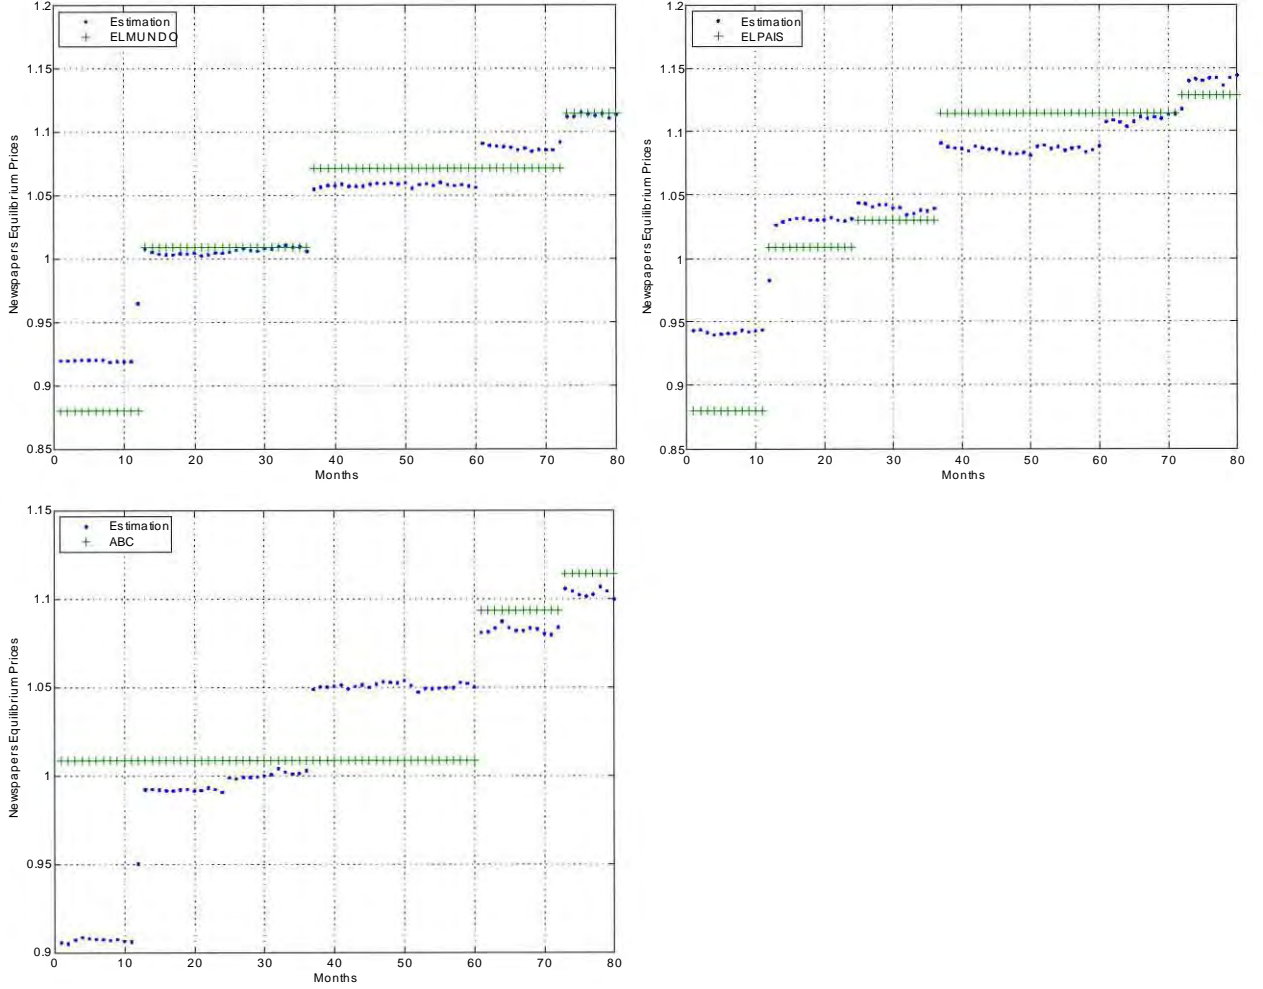 1.2
1.15
1.1
1.05
1
0.95
0.9
0.85
Newspapers Equilibrium Prices
Estimation
ELMUNDO
0 10 20 30 40 50 60 70 80
Months
1.2
1.15
1.1
1.05
1
0.95
0.9
0.85
Newspapers Equilibrium Prices
Estimation
ELPAIS
0 10 20 30 40 50 60 70 80
Months
1.15
1.1
1.05
1
0.95
0.9
Newspapers Equilibrium Prices
Estimation
ABC
0 10 20 30 40 50 60 70 80
Months